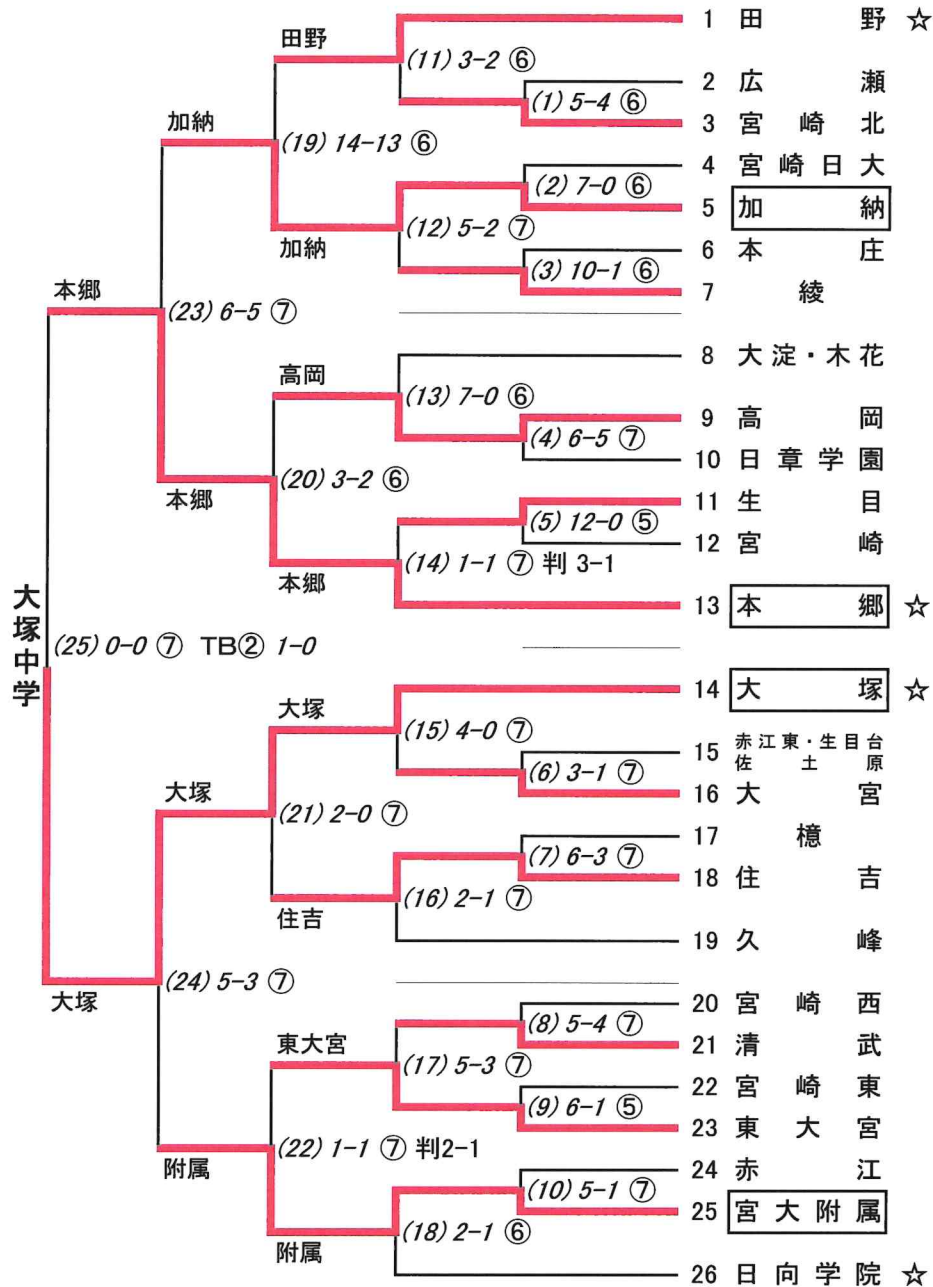 1 田野 ☆
田野
(11) 3-2 ⑥
2 広瀬
(1) 5-4 ⑥
3 宮崎北
加納
(19) 14-13 ⑥
4 宮崎日大
(2) 7-0 ⑥
5 加納
(12) 5-2 ⑦
加納
6 本庄
(3) 10-1 ⑥
7 綾
本郷
(23) 6-5 ⑦
8 大淀・木花
高岡
(13) 7-0 ⑥
9 高岡
(4) 6-5 ⑦
10 日章学園
(20) 3-2 ⑥
本郷
11 生目
(5) 12-0 ⑤
12 宮崎
(14) 1-1 ⑦ 判 3-1
本郷
13 本郷 ☆
大塚中学
(25) 0-0 ⑦ TB② 1-0
14 大塚 ☆
大塚
(15) 4-0 ⑦
15 赤江東・生目台
佐土原
(6) 3-1 ⑦
16 大宮
大塚
(21) 2-0 ⑦
17 檍
(7) 6-3 ⑦
18 住吉
(16) 2-1 ⑦
住吉
19 久峰
(24) 5-3 ⑦
大塚
20 宮崎西
(8) 5-4 ⑦
21 清武
東大宮
(17) 5-3 ⑦
22 宮崎東
(9) 6-1 ⑤
23 東大宮
(22) 1-1 ⑦ 判2-1
附属
24 赤江
(10) 5-1 ⑦
25 宮大附属
(18) 2-1 ⑥
附属
26 日向学院 ☆